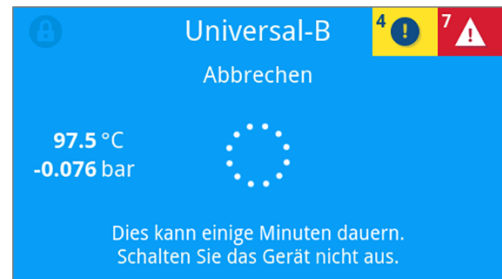 Universal-B
4
7
Abbrechen
97.5 °C
-0.076 bar
Dies kann einige Minuten dauern.
Schalten Sie das Gerät nicht aus.